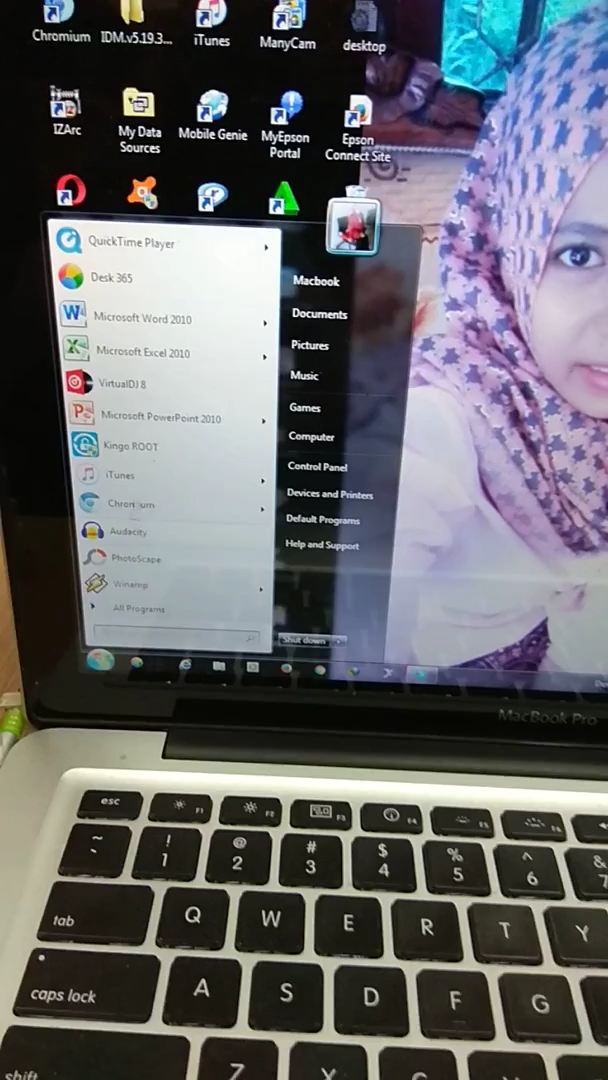 Chromium
IDM.v5.19.3...
iTunes
ManyCam
desktop
IZArc
My Data
Sources
Mobile Genie
MyEpson
Portal
Epson
Connect Site
QuickTime Player
Desk 365
Microsoft Word 2010
Microsoft Excel 2010
VirtualDJ 8
Microsoft PowerPoint 2010
Kingo ROOT
iTunes
Chromium
Audacity
PhotoScape
Winamp
All Programs
Macbook
Documents
Pictures
Music
Games
Computer
Control Panel
Devices and Printers
Default Programs
Help and Support
Shut down
MacBook Pro
esc
F1
F2
F3
F4
F5
F6
~
`
! 1
@ 2
# 3
$ 4
% 5
^ 6
& 7
tab Q W E R T Y
caps lock A S D F G
shift Z X C